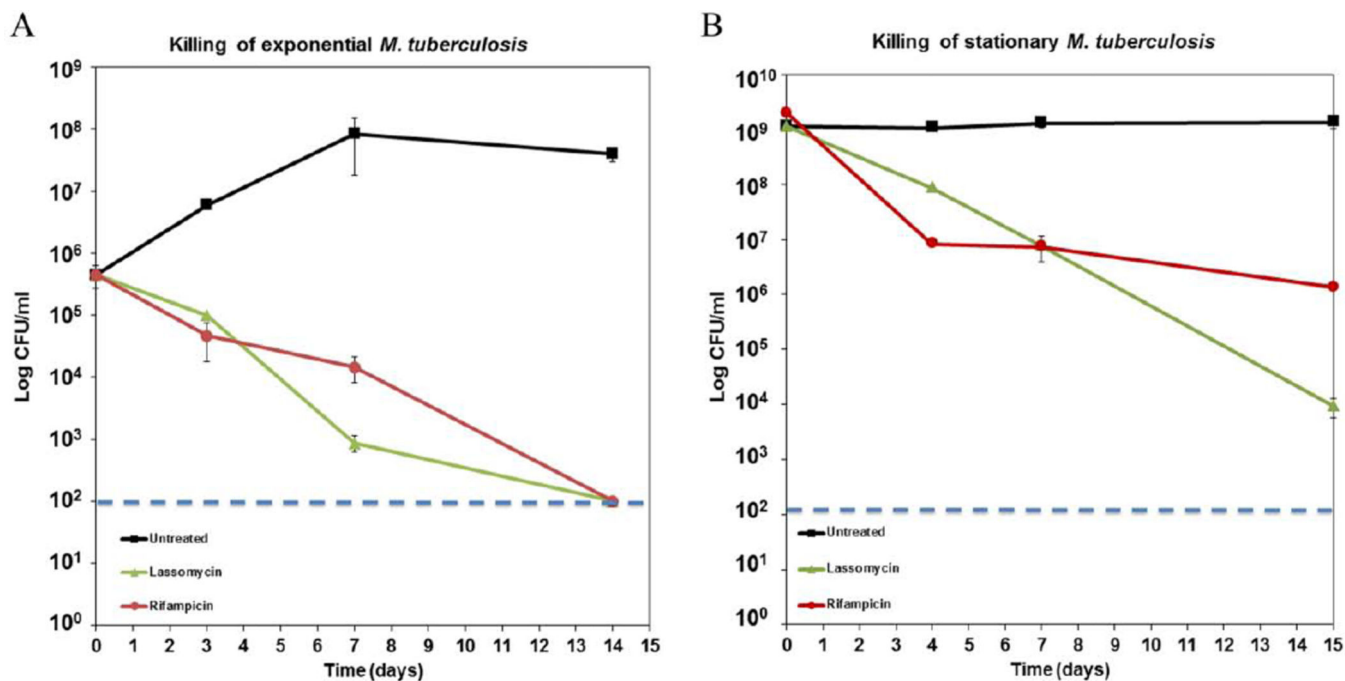 A
Killing of exponential M. tuberculosis
10⁹
10⁸
10⁷
10⁶
10⁵
10⁴
10³
10²
10¹
10⁰
Log CFU/ml
Untreated
Lassomycin
Rifampicin
0 1 2 3 4 5 6 7 8 9 10 11 12 13 14 15
Time (days)
B
Killing of stationary M. tuberculosis
10¹⁰
10⁹
10⁸
10⁷
10⁶
10⁵
10⁴
10³
10²
10¹
10⁰
Log CFU/ml
Untreated
Lassomycin
Rifampicin
0 1 2 3 4 5 6 7 8 9 10 11 12 13 14 15
Time (days)